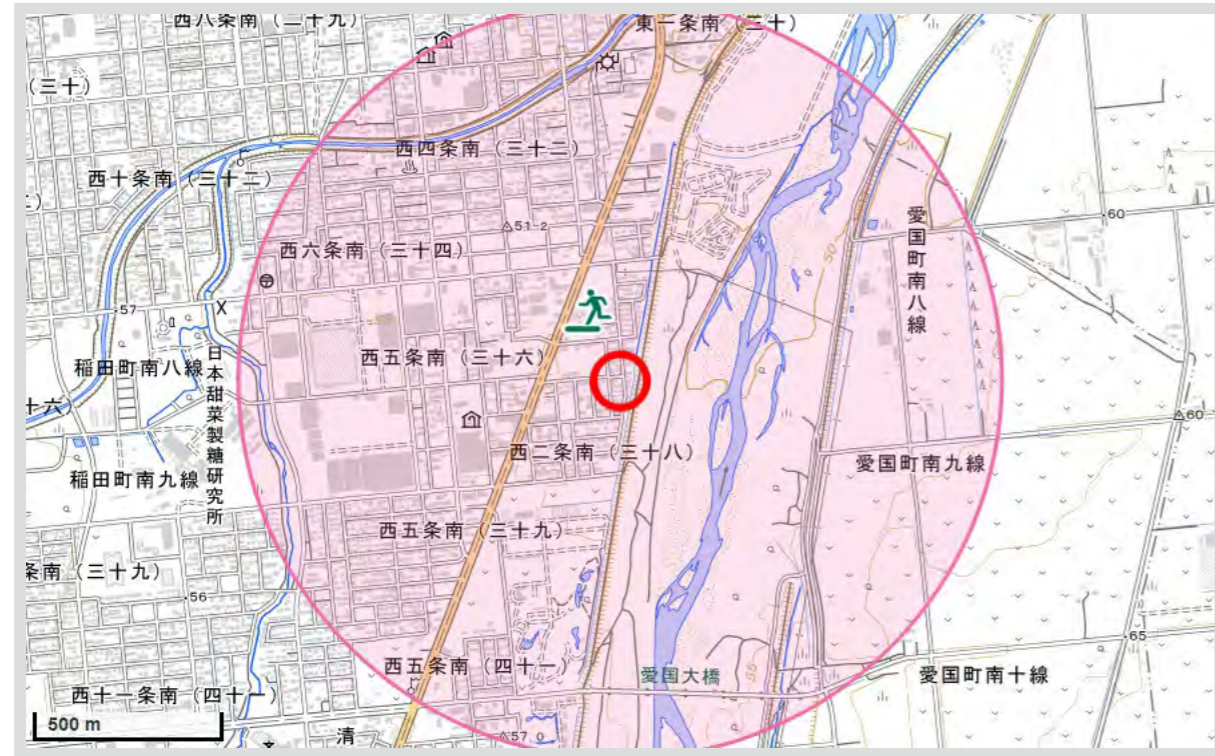 西八条南（二十九）
東一条南（三十）
（三十）
西四条南（三十二）
西十条南（三十二）
51.2
60
愛国町南八線
西六条南（三十四）
57
X
稲田町南八線
日本甜菜製糖研究所
西五条南（三十六）
十六）
60
西二条南（三十八）
愛国町南九線
稲田町南九線
50
西五条南（三十九）
条南（三十九）
56
65
西五条南（四十一）
愛国大橋
55
愛国町南十線
西十一条南（四十一）
500 m
清
57.0